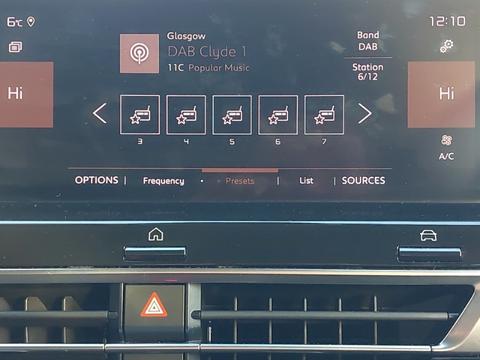 6°C
12:10
Glasgow
DAB Clyde 1
11C Popular Music
Band
DAB
Station
6/12
Hi
Hi
3 4 5 6 7
A/C
OPTIONS | Frequency • Presets | List | SOURCES